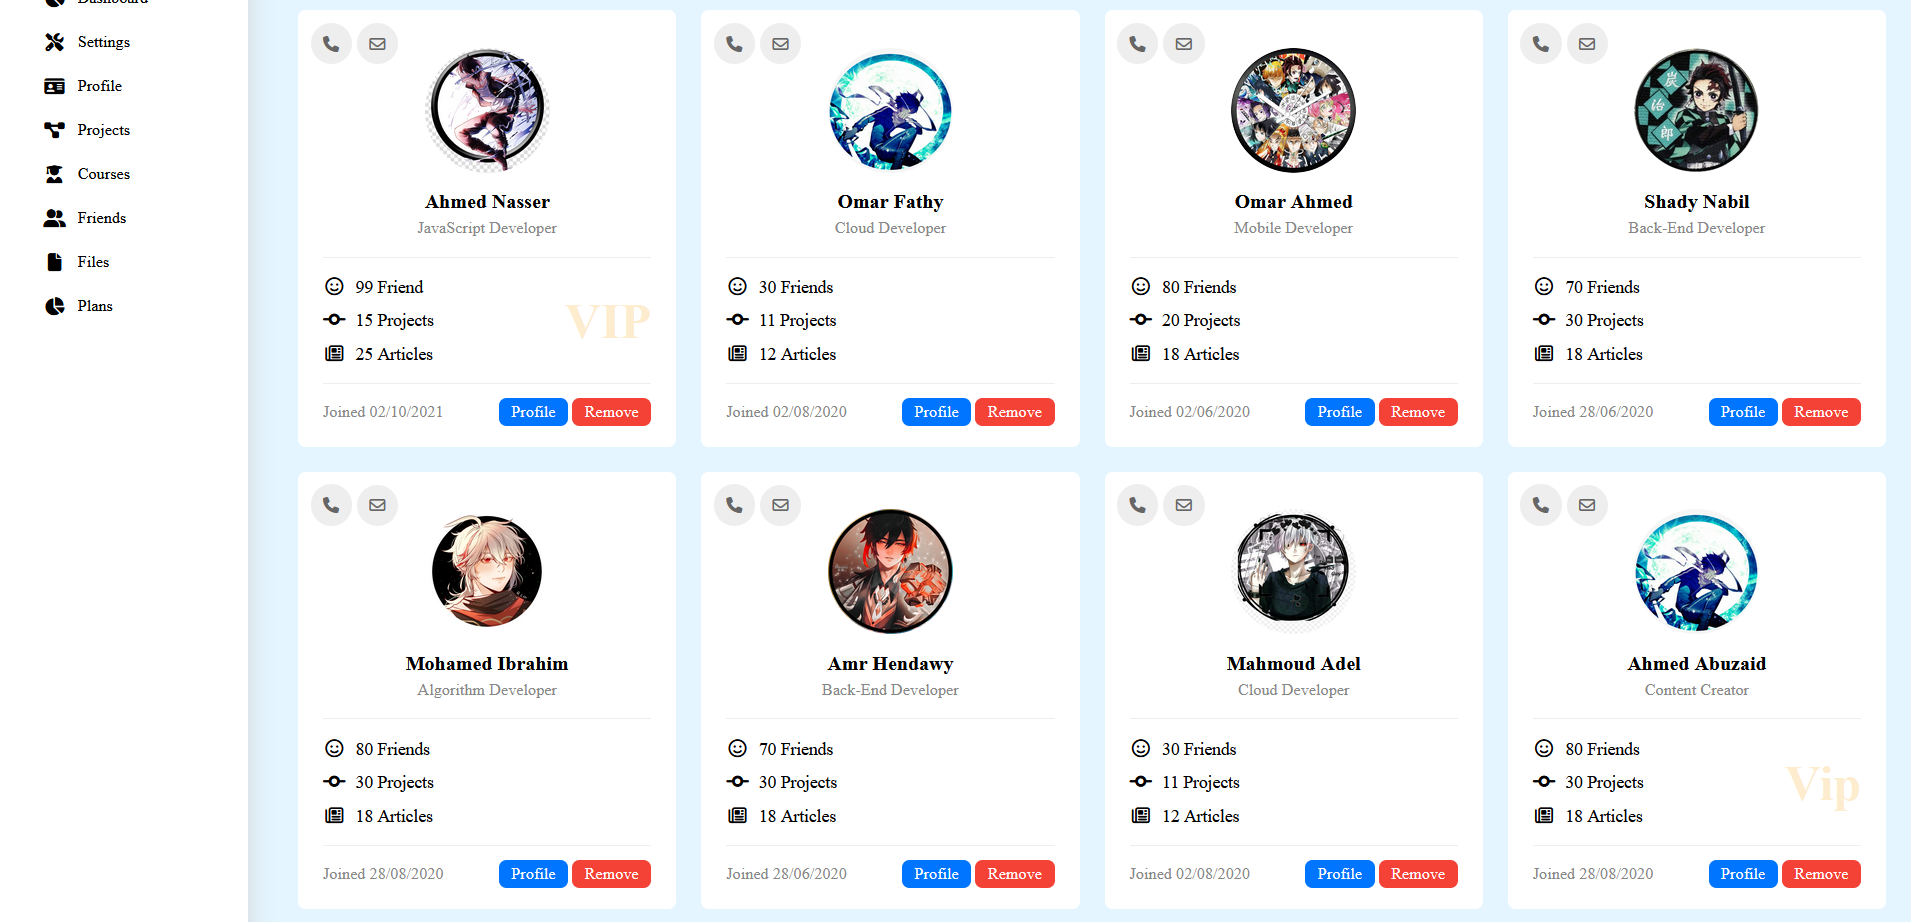 Dashboard
Settings
Profile
Projects
Courses
Friends
Files
Plans
Ahmed Nasser
JavaScript Developer
99 Friend
15 Projects
25 Articles
VIP
Joined 02/10/2021
Profile
Remove
Omar Fathy
Cloud Developer
30 Friends
11 Projects
12 Articles
Joined 02/08/2020
Profile
Remove
Omar Ahmed
Mobile Developer
80 Friends
20 Projects
18 Articles
Joined 02/06/2020
Profile
Remove
炭
治
郎
Shady Nabil
Back-End Developer
70 Friends
30 Projects
18 Articles
Joined 28/06/2020
Profile
Remove
Mohamed Ibrahim
Algorithm Developer
80 Friends
30 Projects
18 Articles
Joined 28/08/2020
Profile
Remove
Amr Hendawy
Back-End Developer
70 Friends
30 Projects
18 Articles
Joined 28/06/2020
Profile
Remove
Mahmoud Adel
Cloud Developer
30 Friends
11 Projects
12 Articles
Joined 02/08/2020
Profile
Remove
Ahmed Abuzaid
Content Creator
80 Friends
30 Projects
18 Articles
Vip
Joined 28/08/2020
Profile
Remove